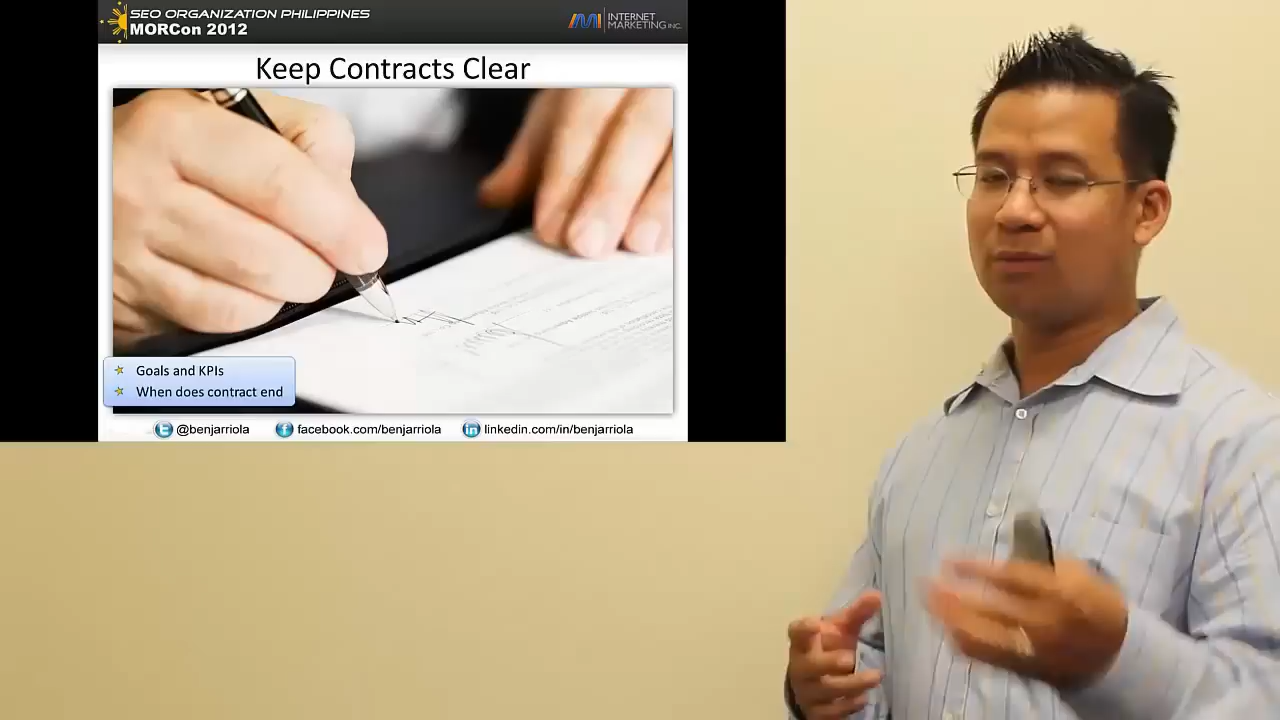 SEO ORGANIZATION PHILIPPINES
MORCon 2012
INTERNET
MARKETING INC.
Keep Contracts Clear
Goals and KPIs
When does contract end
@benjarriola
facebook.com/benjarriola
linkedin.com/in/benjarriola